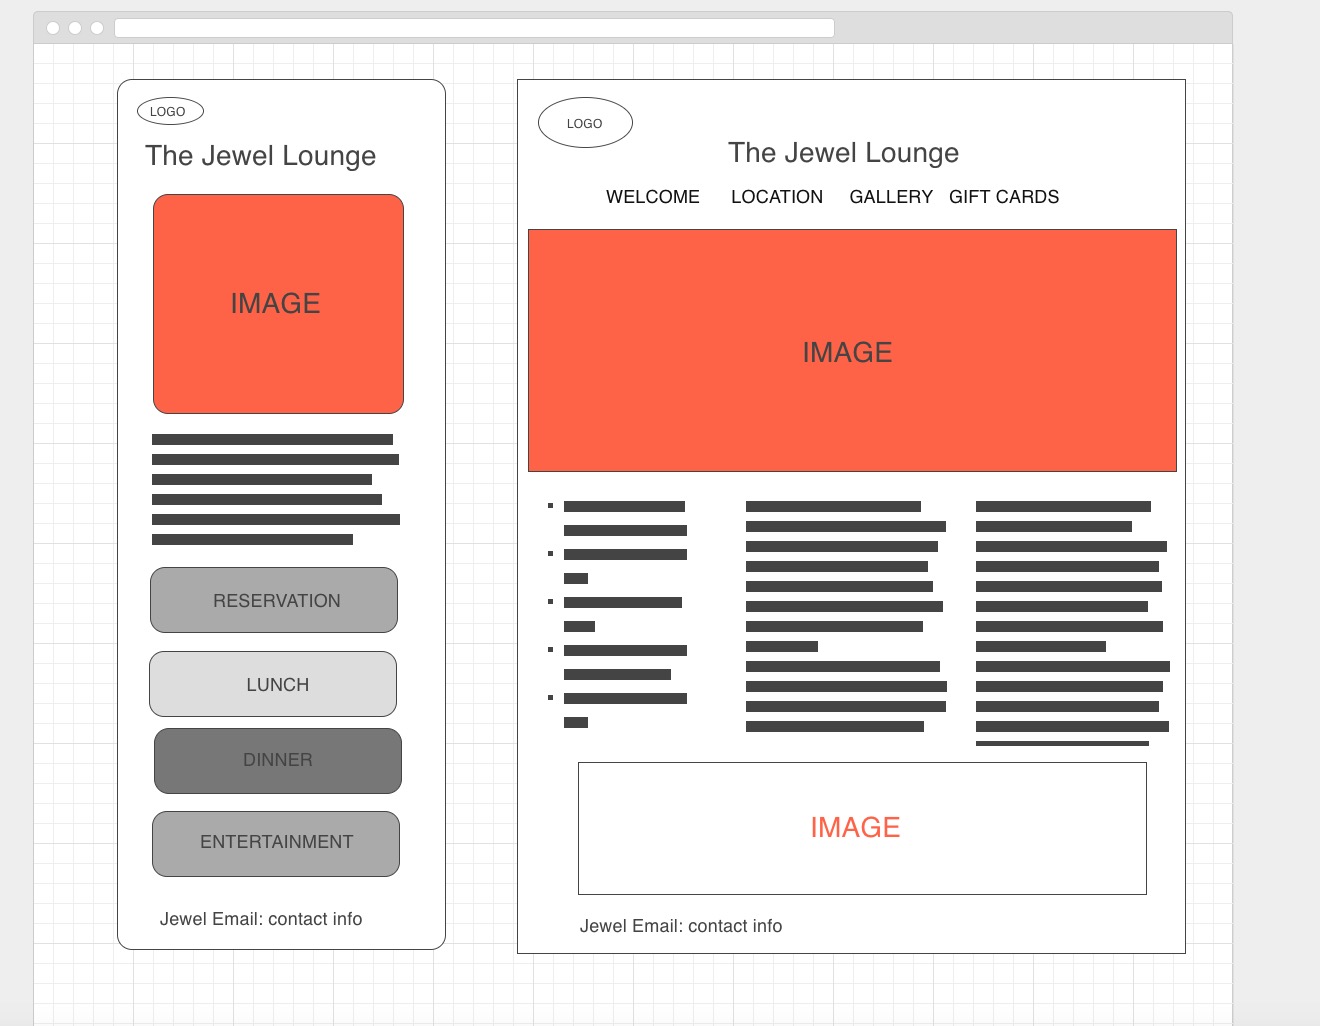 LOGO
The Jewel Lounge
IMAGE
RESERVATION
LUNCH
DINNER
ENTERTAINMENT
Jewel Email: contact info
LOGO
The Jewel Lounge
WELCOME LOCATION GALLERY GIFT CARDS
IMAGE
IMAGE
Jewel Email: contact info